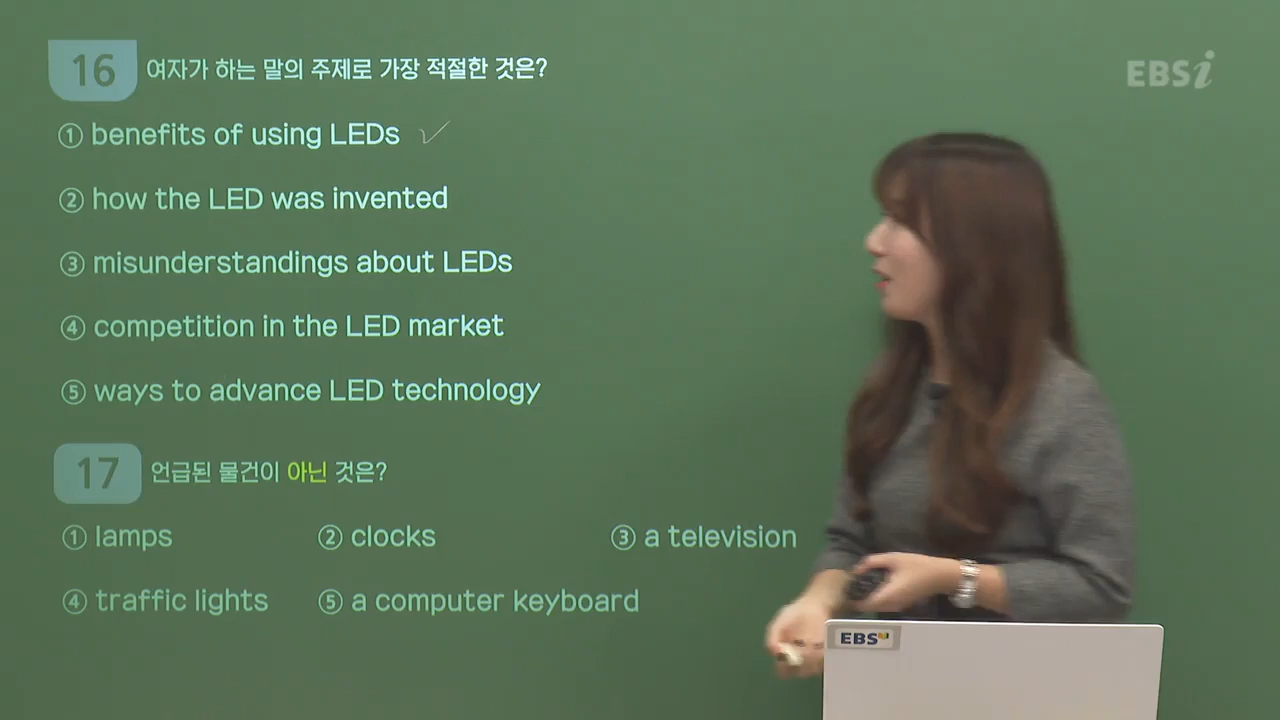 16 여자가 하는 말의 주제로 가장 적절한 것은?
EBSi
① benefits of using LEDs
② how the LED was invented
③ misunderstandings about LEDs
④ competition in the LED market
⑤ ways to advance LED technology
17 언급된 물건이 아닌 것은?
① lamps ② clocks ③ a television
④ traffic lights ⑤ a computer keyboard
EBS